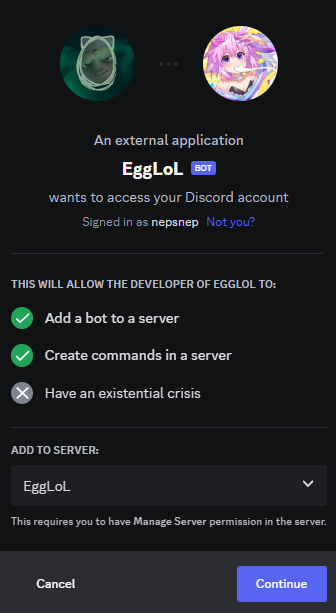 An external application
EggLoL BOT
wants to access your Discord account
Signed in as nepsnep Not you?
THIS WILL ALLOW THE DEVELOPER OF EGGLOL TO:
Add a bot to a server
Create commands in a server
Have an existential crisis
ADD TO SERVER:
EggLoL
This requires you to have Manage Server permission in the server.
Cancel Continue